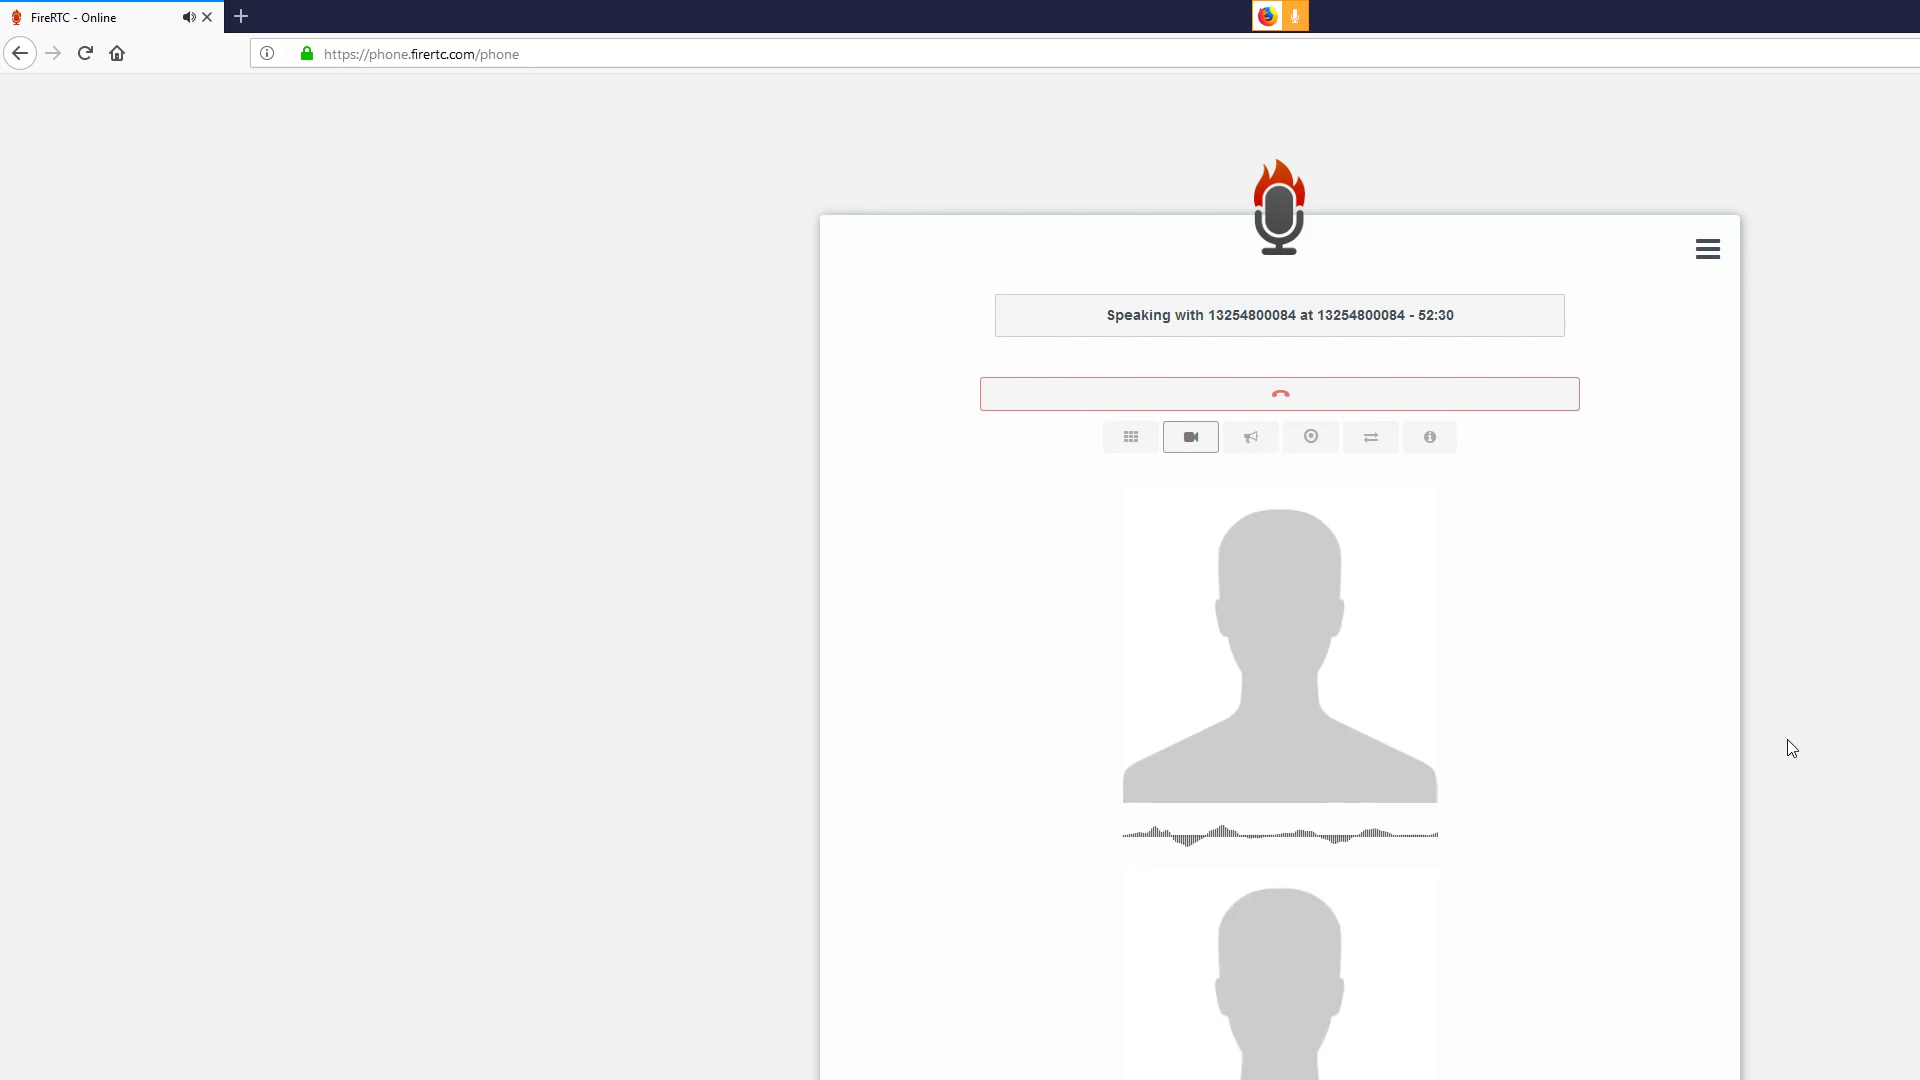 FireRTC - Online
https://phone.firertc.com/phone
Speaking with 13254800084 at 13254800084 - 52:30